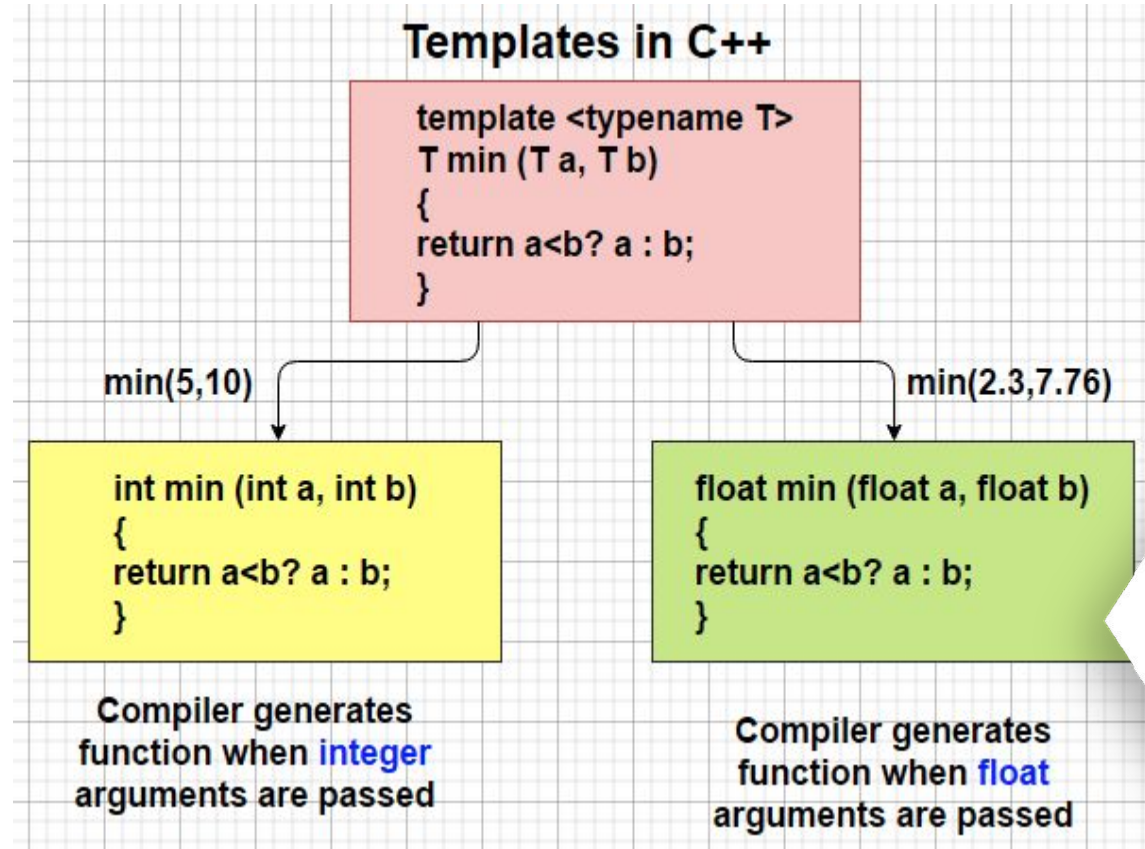 Templates in C++
template <typename T>
T min (T a, T b)
{
return a<b? a : b;
}
min(5,10)
min(2.3,7.76)
int min (int a, int b)
{
return a<b? a : b;
}
float min (float a, float b)
{
return a<b? a : b;
}
Compiler generates
function when integer
arguments are passed
Compiler generates
function when float
arguments are passed